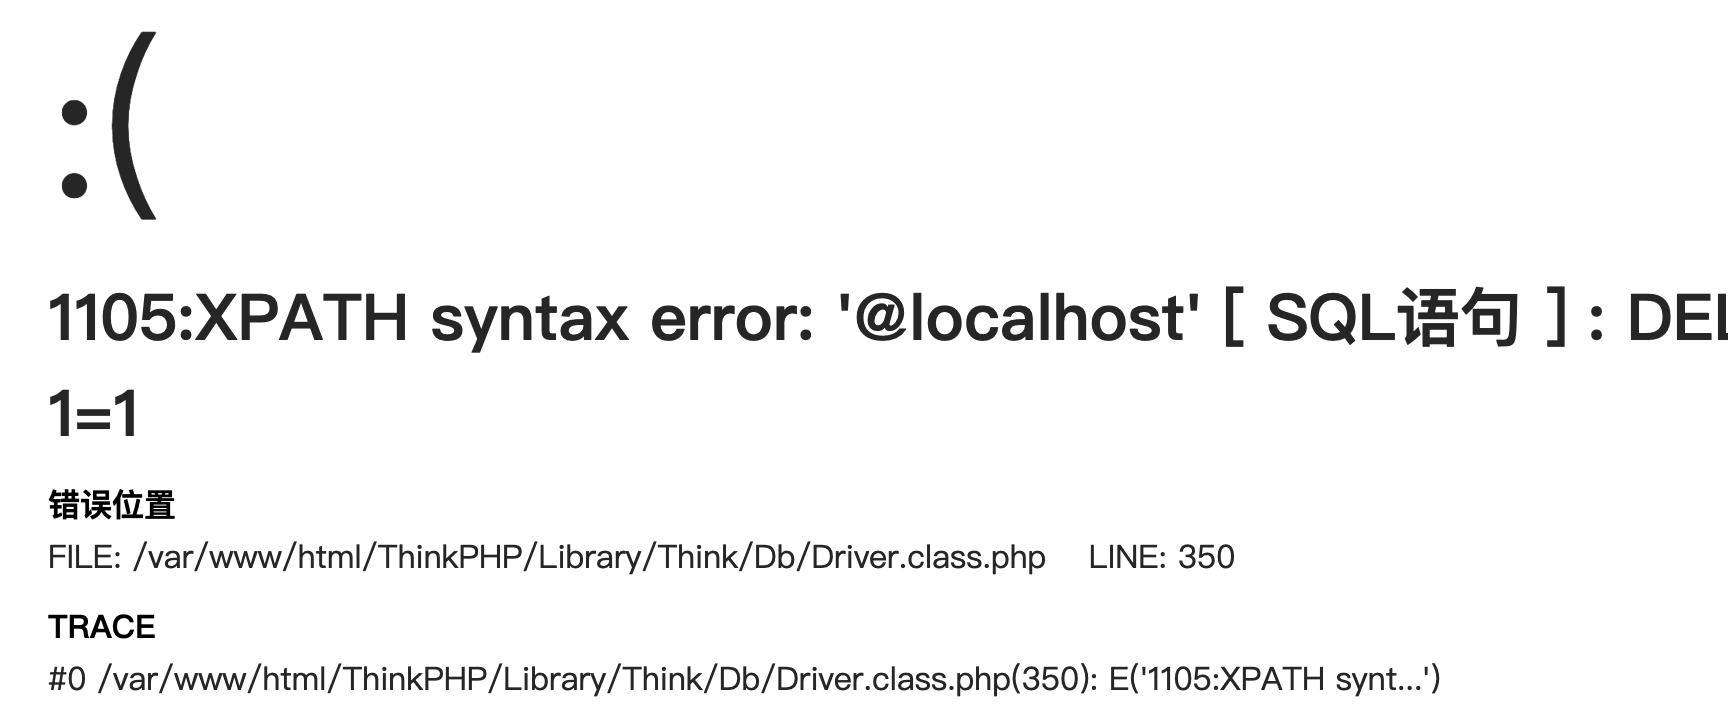 :(
1105:XPATH syntax error: '@localhost' [ SQL语句 ] : DEL
1=1
错误位置
FILE: /var/www/html/ThinkPHP/Library/Think/Db/Driver.class.php LINE: 350
TRACE
#0 /var/www/html/ThinkPHP/Library/Think/Db/Driver.class.php(350): E('1105:XPATH synt...')